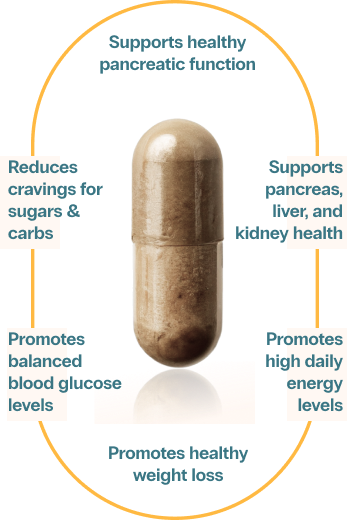 Supports healthy
pancreatic function
Reduces
cravings for
sugars &
carbs
Supports
pancreas,
liver, and
kidney health
Promotes
balanced
blood glucose
levels
Promotes
high daily
energy
levels
Promotes healthy
weight loss